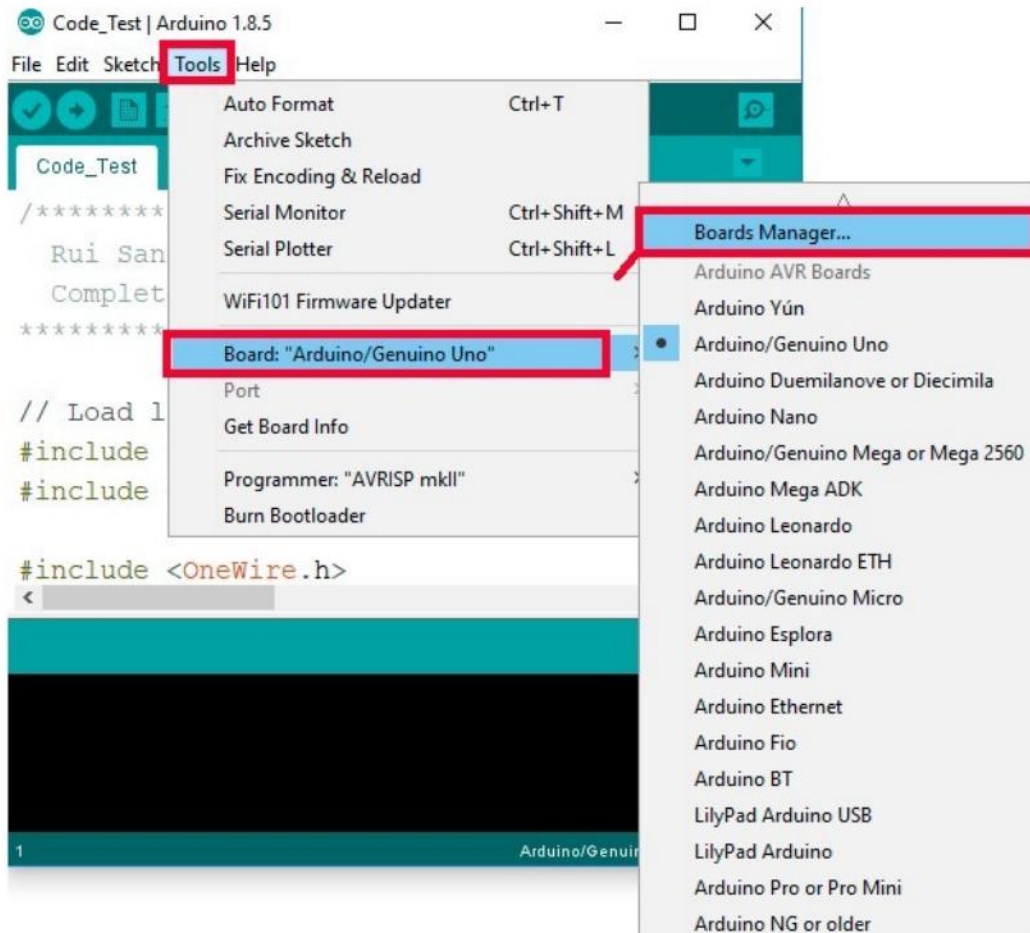 Code_Test | Arduino 1.8.5
File Edit Sketch Tools Help
Code_Test
/********
Rui San
Complet
*********
// Load l
#include
#include
#include <OneWire.h>
Auto Format Ctrl+T
Archive Sketch
Fix Encoding & Reload
Serial Monitor Ctrl+Shift+M
Serial Plotter Ctrl+Shift+L
WiFi101 Firmware Updater
Board: "Arduino/Genuino Uno"
Port
Get Board Info
Programmer: "AVRISP mkII"
Burn Bootloader
Boards Manager...
Arduino AVR Boards
Arduino Yún
Arduino/Genuino Uno
Arduino Duemilanove or Diecimila
Arduino Nano
Arduino/Genuino Mega or Mega 2560
Arduino Mega ADK
Arduino Leonardo
Arduino Leonardo ETH
Arduino/Genuino Micro
Arduino Esplora
Arduino Mini
Arduino Ethernet
Arduino Fio
Arduino BT
LilyPad Arduino USB
LilyPad Arduino
Arduino Pro or Pro Mini
Arduino NG or older
1 Arduino/Genuin